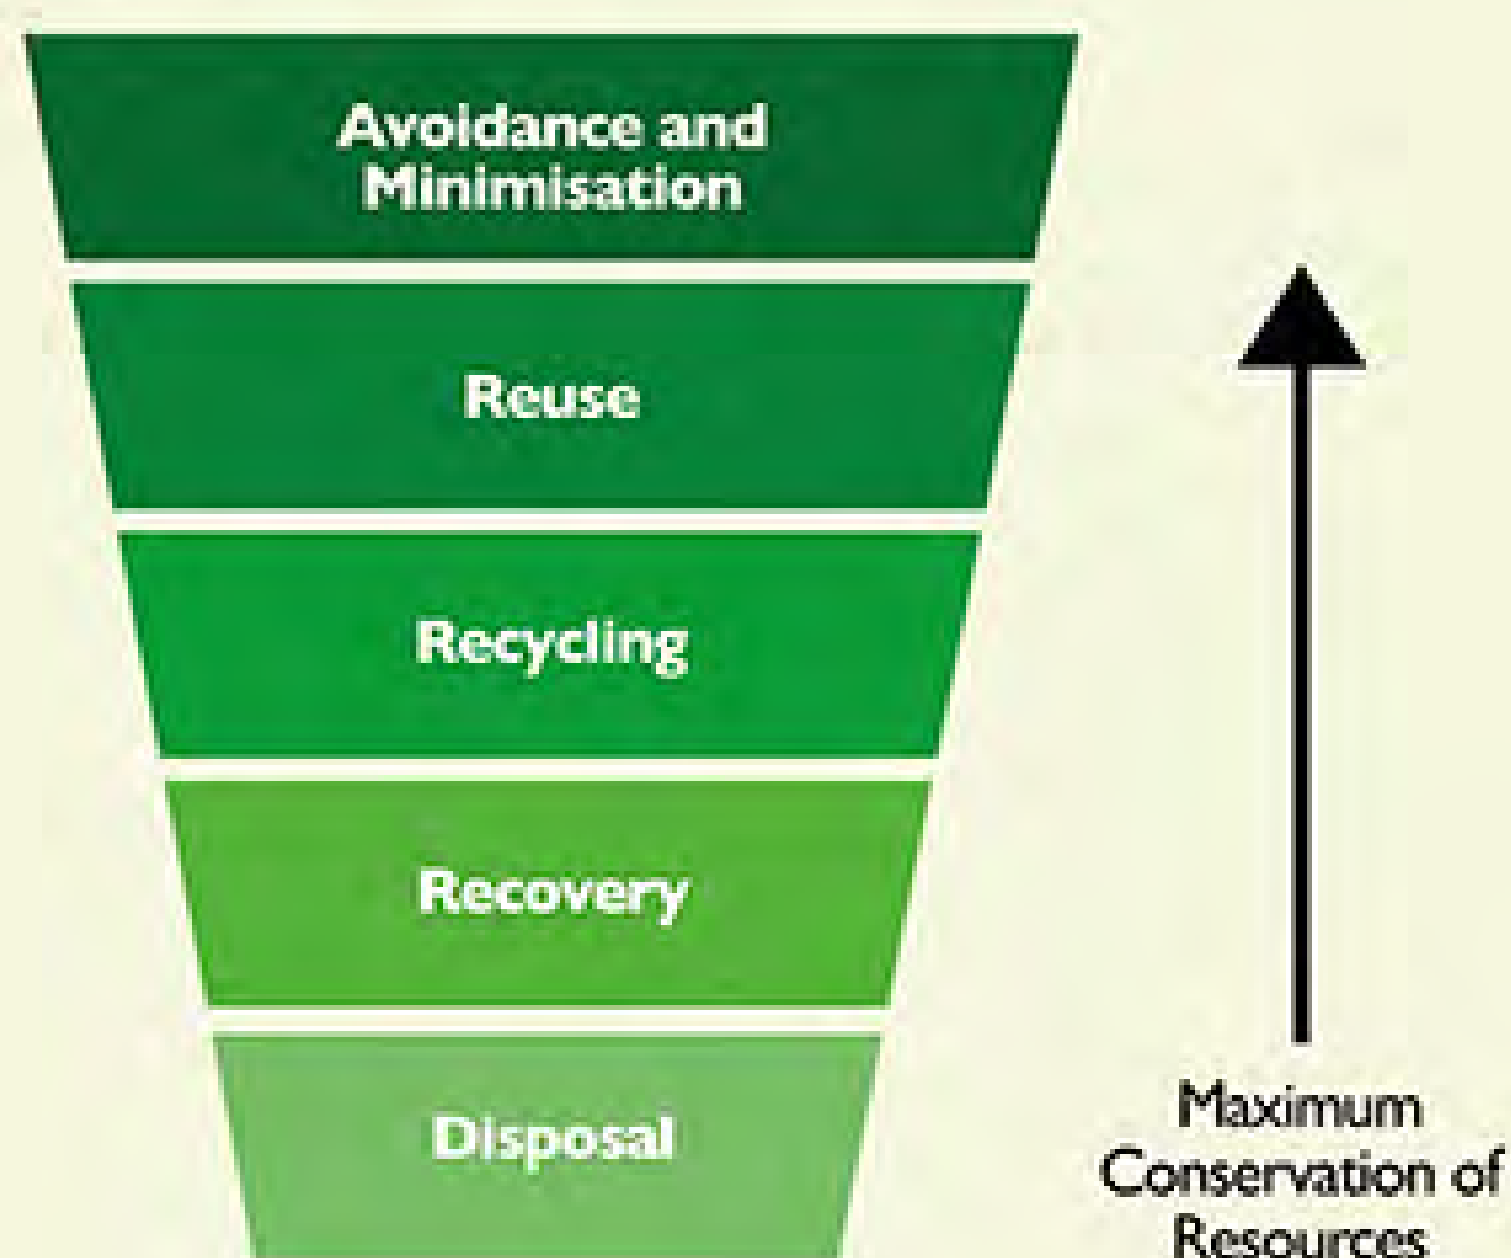 Avoidance and
Minimisation
Reuse
Recycling
Recovery
Disposal
Maximum
Conservation of
Resources